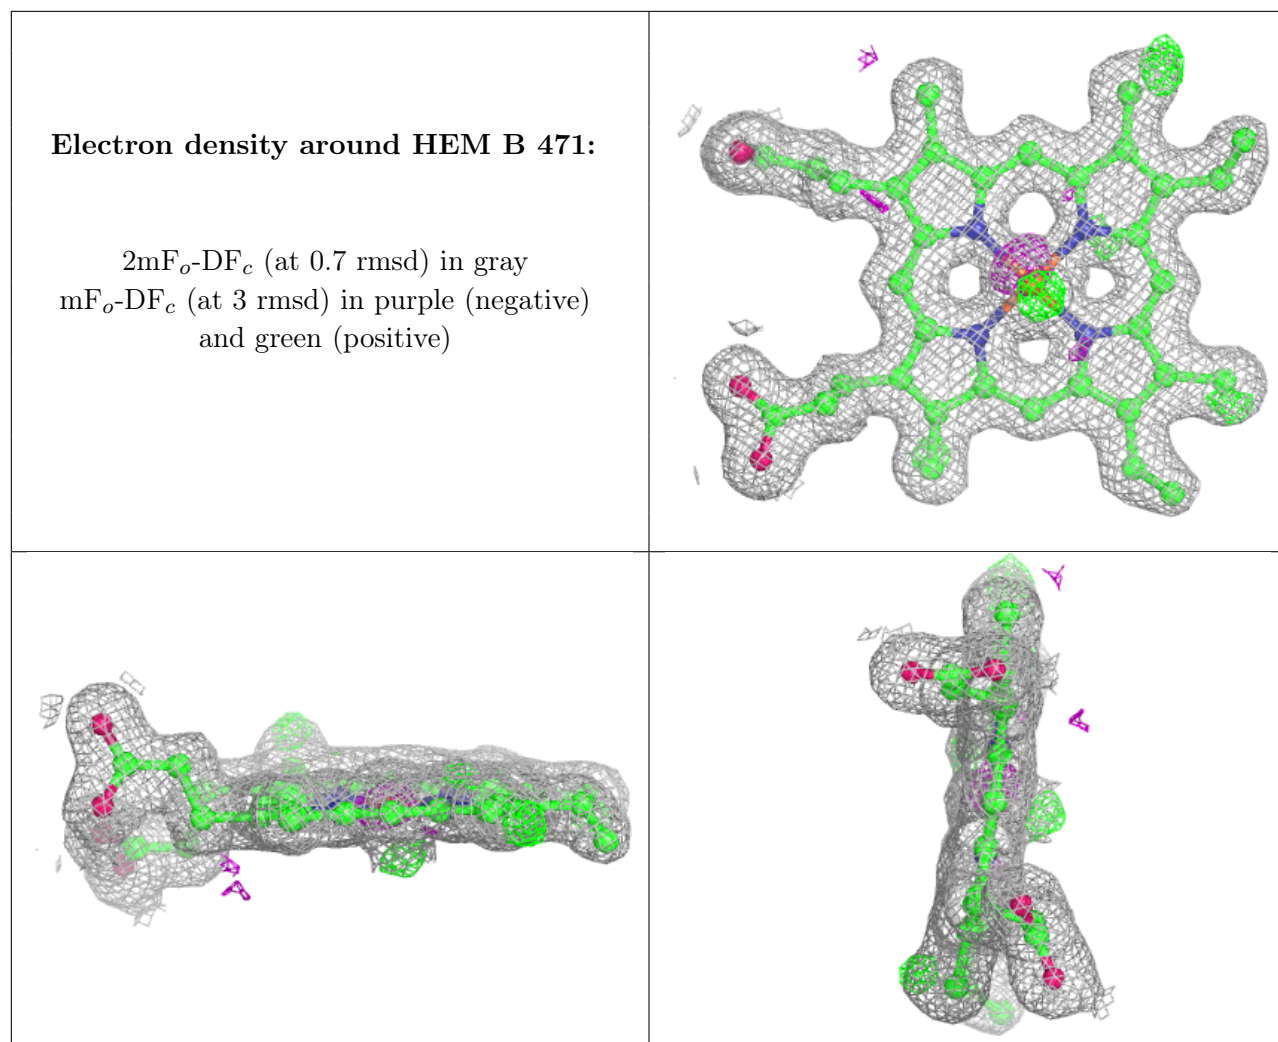 Electron density around HEM B 471:
2mFo-DFc (at 0.7 rmsd) in gray
mFo-DFc (at 3 rmsd) in purple (negative)
and green (positive)